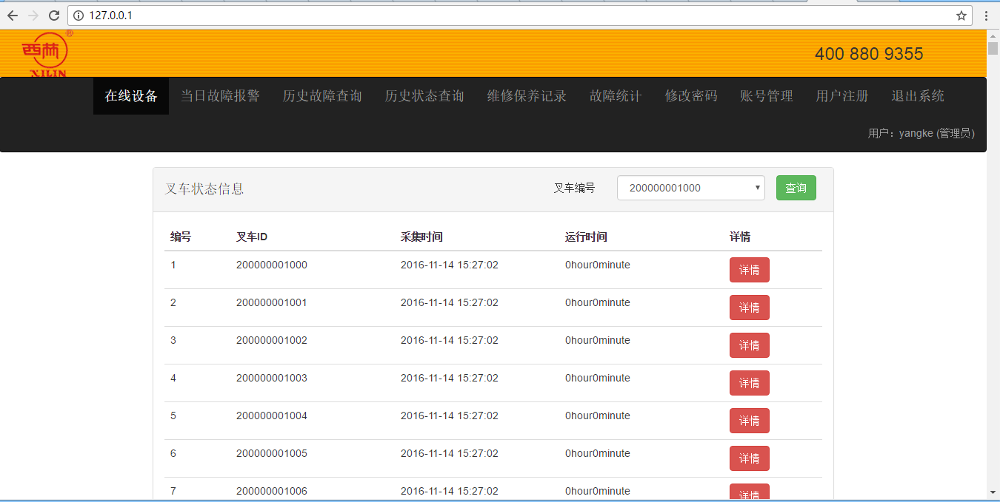 127.0.0.1
西林®
XILIN
400 880 9355
在线设备 当日故障报警 历史故障查询 历史状态查询 维修保养记录 故障统计 修改密码 账号管理 用户注册 退出系统
用户：yangke (管理员)
叉车状态信息 叉车编号 200000001000 查询
编号 叉车ID 采集时间 运行时间 详情
1 200000001000 2016-11-14 15:27:02 0hour0minute 详情
2 200000001001 2016-11-14 15:27:02 0hour0minute 详情
3 200000001002 2016-11-14 15:27:02 0hour0minute 详情
4 200000001003 2016-11-14 15:27:02 0hour0minute 详情
5 200000001004 2016-11-14 15:27:02 0hour0minute 详情
6 200000001005 2016-11-14 15:27:02 0hour0minute 详情
7 200000001006 2016-11-14 15:27:02 0hour0minute 详情